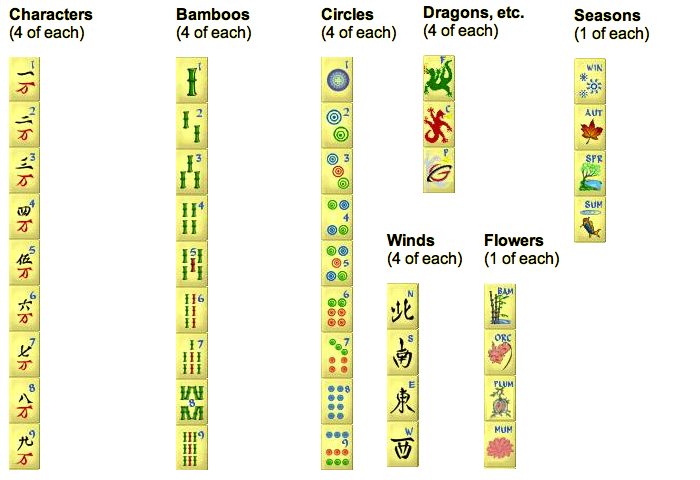 Characters
(4 of each)
1
一
万
2
二
万
3
三
万
4
四
万
5
伍
万
6
六
万
7
七
万
8
八
万
9
九
万
Bamboos
(4 of each)
1
2
3
4
5
6
7
8
9
Circles
(4 of each)
1
2
3
4
5
6
7
8
9
Dragons, etc.
(4 of each)
F
C
P
Winds
(4 of each)
N
北
S
南
E
東
W
西
Flowers
(1 of each)
BAM
ORC
PLUM
MUM
Seasons
(1 of each)
WIN
AUT
SPR
SUM